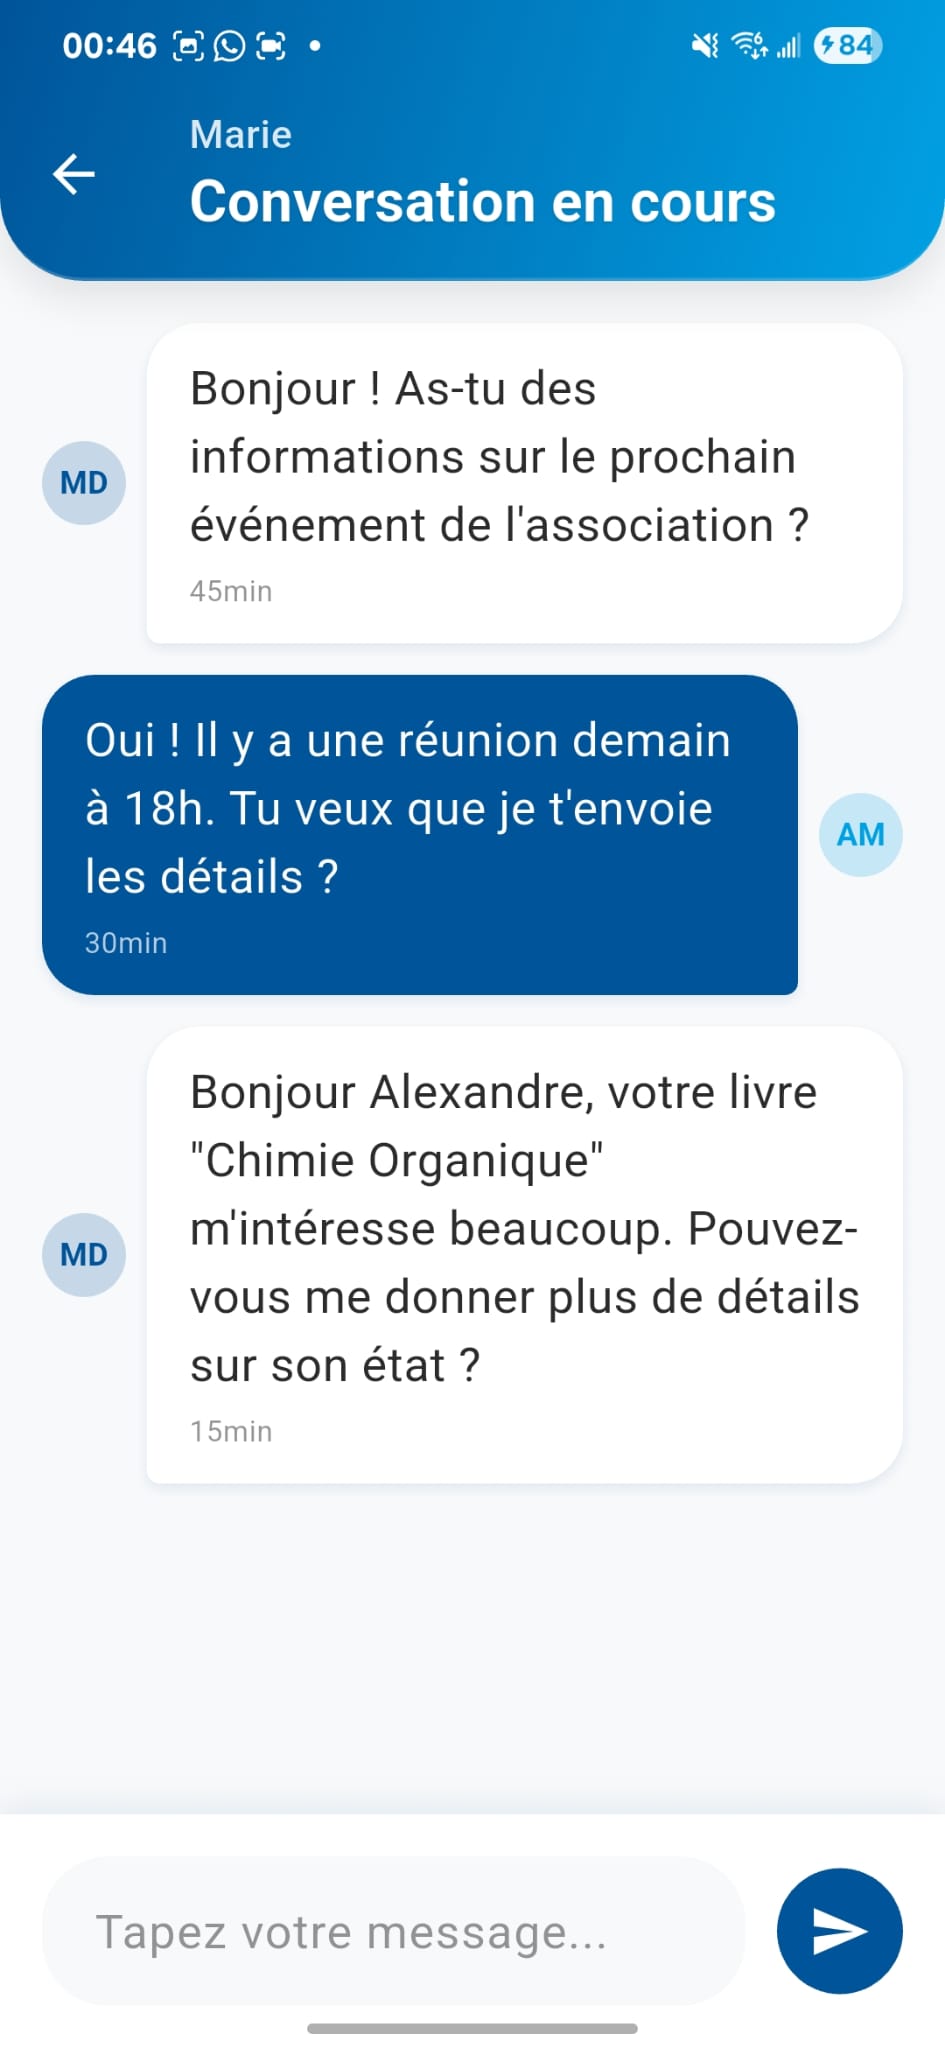 00:46
84
Marie
Conversation en cours
Bonjour ! As-tu des
informations sur le prochain
événement de l'association ?
45min
MD
Oui ! Il y a une réunion demain
à 18h. Tu veux que je t'envoie
les détails ?
30min
AM
Bonjour Alexandre, votre livre
"Chimie Organique"
m'intéresse beaucoup. Pouvez-
vous me donner plus de détails
sur son état ?
15min
MD
Tapez votre message...